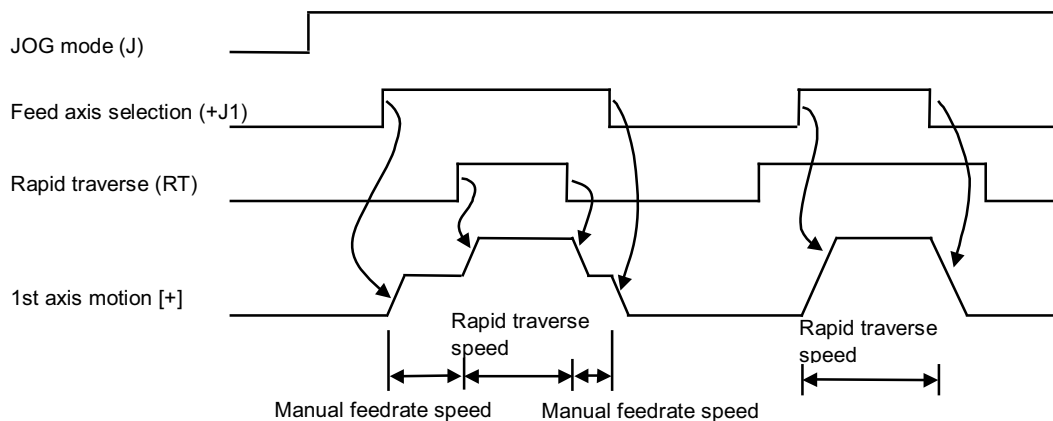 JOG mode (J)
Feed axis selection (+J1)
Rapid traverse (RT)
1st axis motion [+]
Rapid traverse
speed
Rapid traverse
speed
Manual feedrate speed
Manual feedrate speed